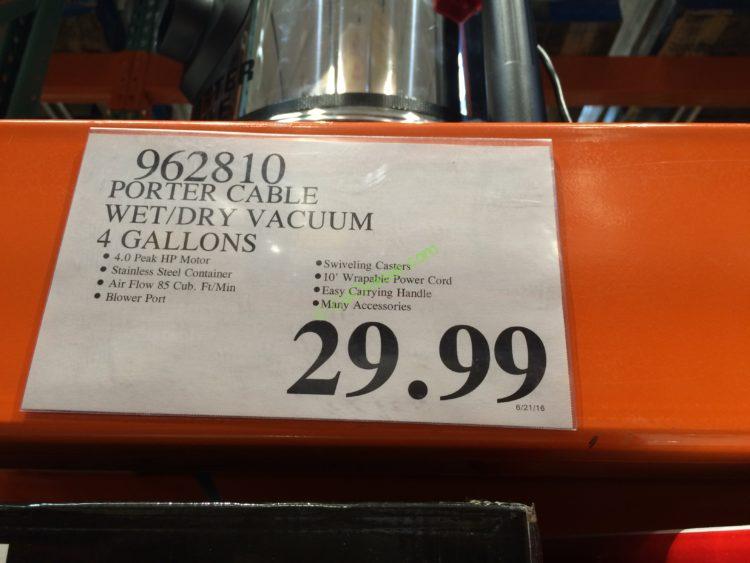 962810
PORTER CABLE
WET/DRY VACUUM
4 GALLONS
• 4.0 Peak HP Motor
• Stainless Steel Container
• Air Flow 85 Cub. Ft/Min
• Blower Port
• Swiveling Casters
• 10' Wrapable Power Cord
• Easy Carrying Handle
• Many Accessories
29.99
6/21/16